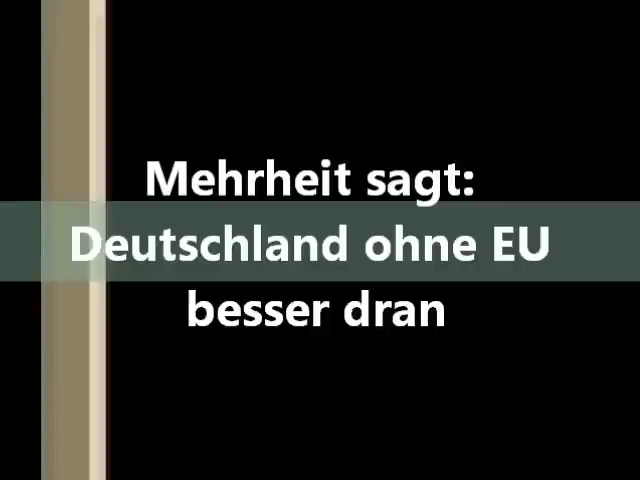 Mehrheit sagt:
Deutschland ohne EU
besser dran